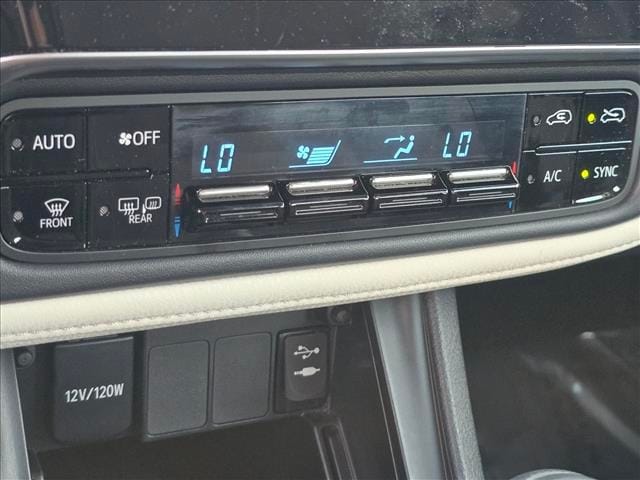 AUTO
OFF
LO
LO
FRONT
REAR
A/C
SYNC
12V/120W